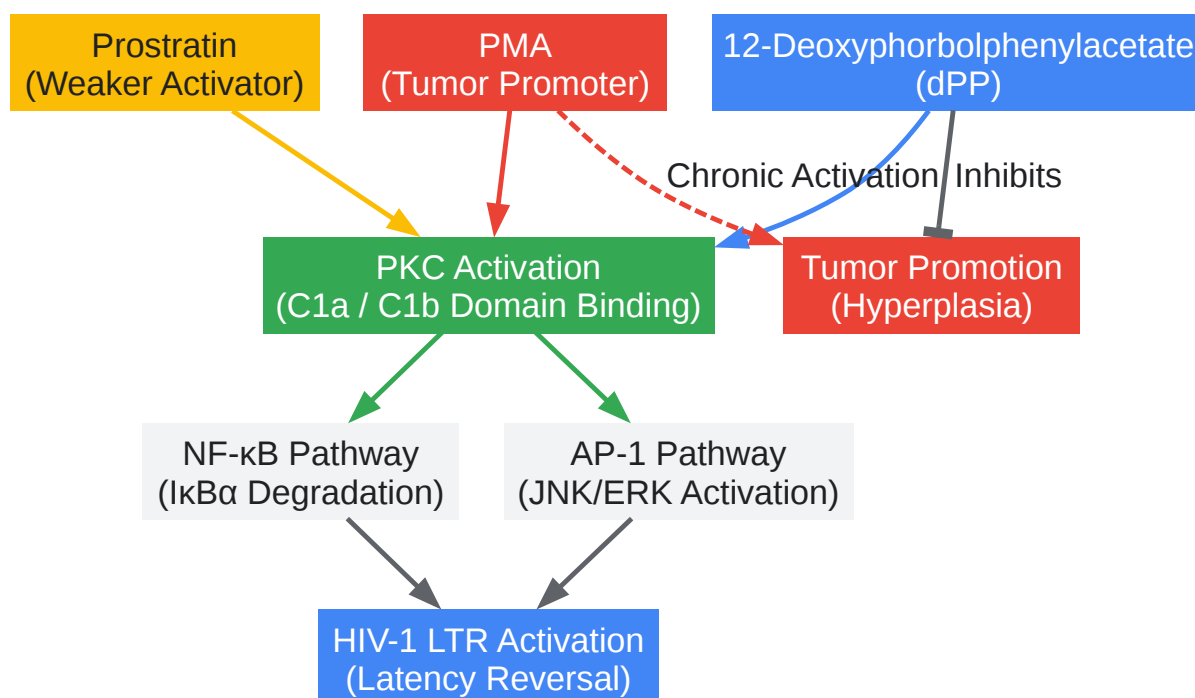 Prostratin
(Weaker Activator)
PMA
(Tumor Promoter)
12-Deoxyphorbolphenylacetate
(dPP)
Chronic Activation
Inhibits
PKC Activation
(C1a / C1b Domain Binding)
Tumor Promotion
(Hyperplasia)
NF-κB Pathway
(IκBα Degradation)
AP-1 Pathway
(JNK/ERK Activation)
HIV-1 LTR Activation
(Latency Reversal)